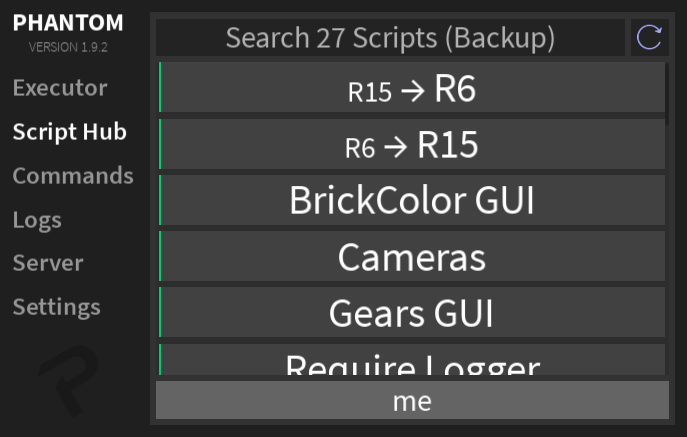 PHANTOM
VERSION 1.9.2
Executor
Script Hub
Commands
Logs
Server
Settings
Search 27 Scripts (Backup)
R15 → R6
R6 → R15
BrickColor GUI
Cameras
Gears GUI
Require Logger
me